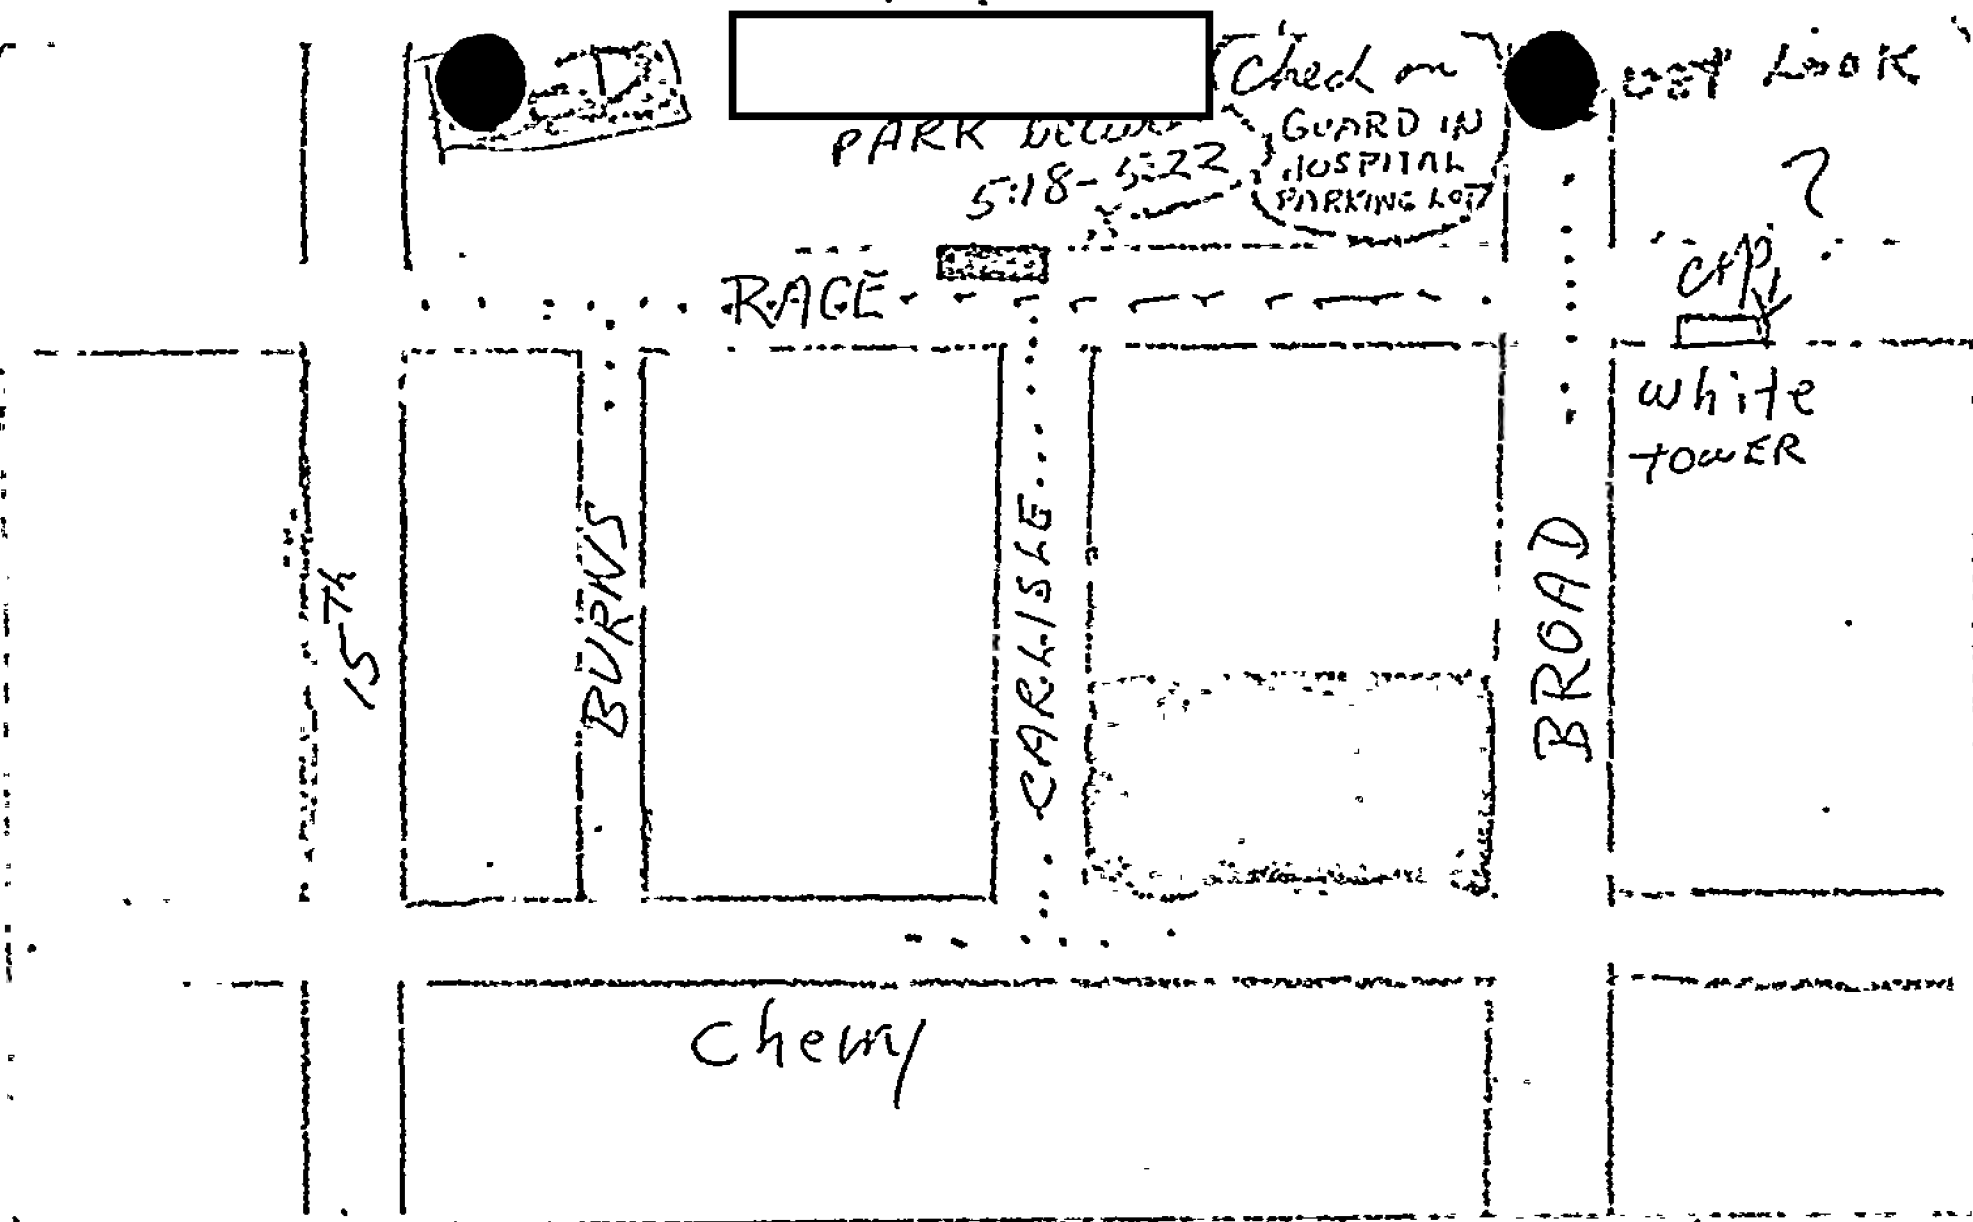 Check on
GUARD IN
HOSPITAL
PARKING LOT
LOOK
PARK
5:18-5:22
?
RAGE
White
TOWER
15Th
BURNS
CARLISLE
BROAD
Cherry